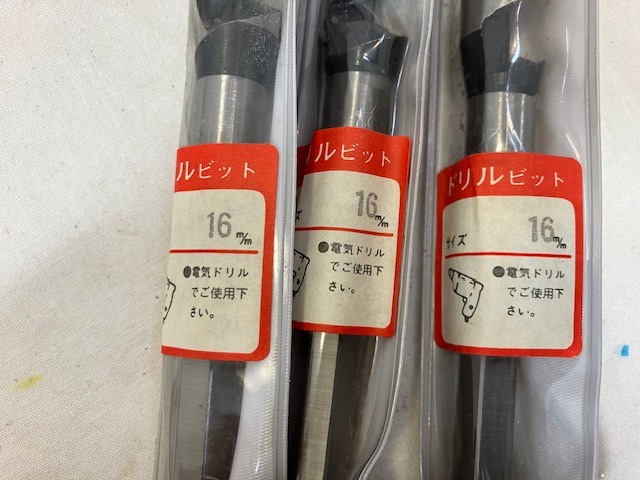 ルビット
16 m/m
●電気ドリル
でご使用下
さい。
リルビット
ズ
16 m/m
●電気ドリル
でご使用下
さい。
ドリルビット
サイズ
16 m/m
●電気ドリル
でご使用下
さい。